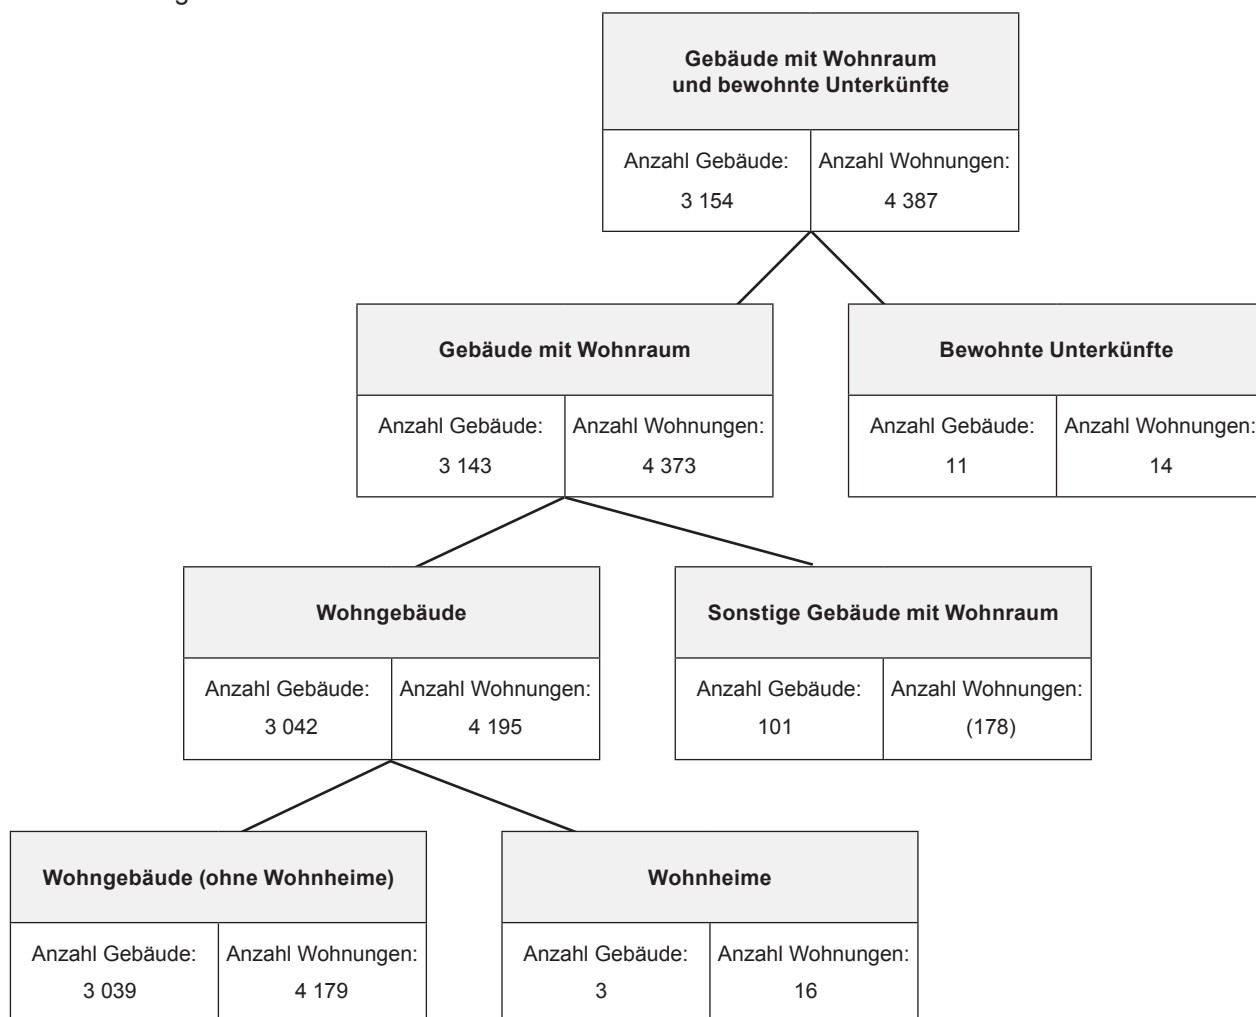 Gebäude mit Wohnraum
und bewohnte Unterkünfte
Anzahl Gebäude: Anzahl Wohnungen:
3 154 4 387
Gebäude mit Wohnraum Bewohnte Unterkünfte
Anzahl Gebäude: Anzahl Wohnungen: Anzahl Gebäude: Anzahl Wohnungen:
3 143 4 373 11 14
Wohngebäude Sonstige Gebäude mit Wohnraum
Anzahl Gebäude: Anzahl Wohnungen: Anzahl Gebäude: Anzahl Wohnungen:
3 042 4 195 101 (178)
Wohngebäude (ohne Wohnheime) Wohnheime
Anzahl Gebäude: Anzahl Wohnungen: Anzahl Gebäude: Anzahl Wohnungen:
3 039 4 179 3 16